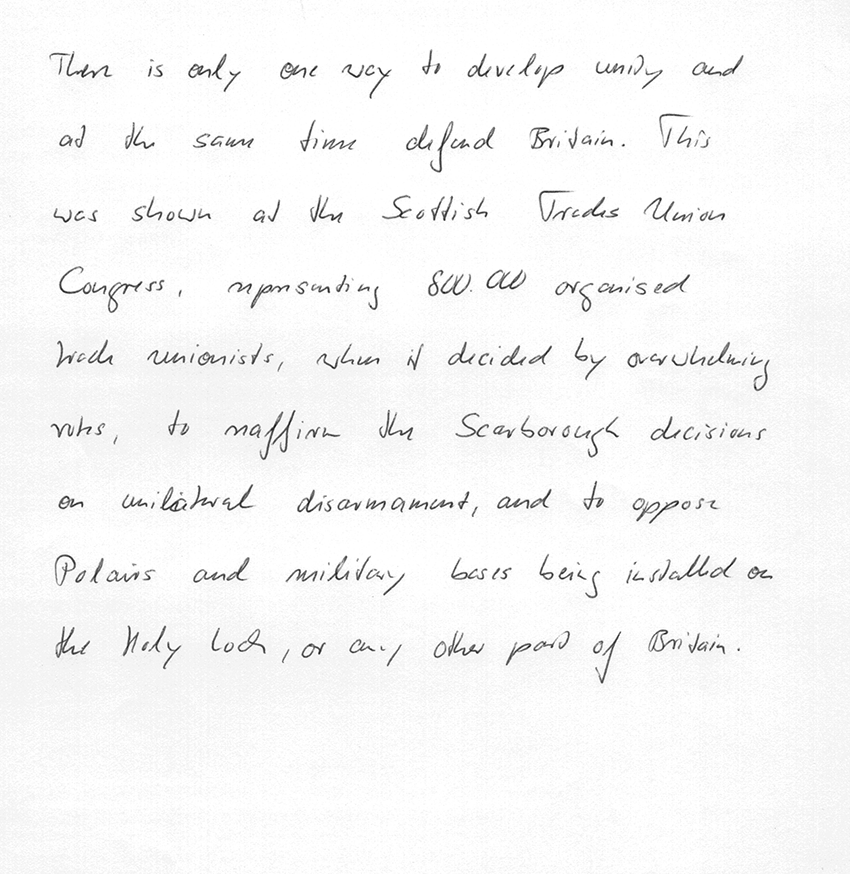 There is only one way to develop unity and
at the same time defend Britain. This
was shown at the Scottish Trades Union
Congress, representing 800.000 organised
trade unionists, when it decided by overwhelming
votes, to reaffirm the Scarborough decisions
on unilateral disarmament, and to oppose
Polairs and military bases being installed on
the Holy Loch, or any other part of Britain.